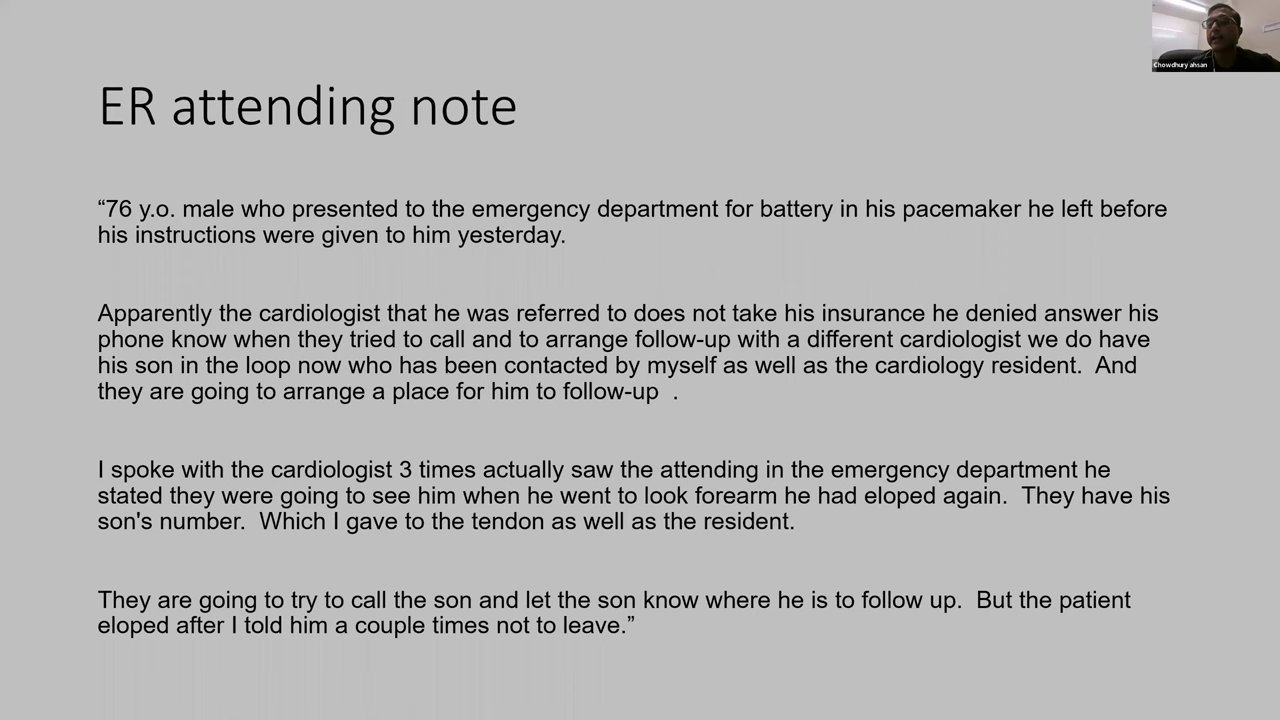 Chowdhury ahsan
ER attending note
“76 y.o. male who presented to the emergency department for battery in his pacemaker he left before
his instructions were given to him yesterday.
Apparently the cardiologist that he was referred to does not take his insurance he denied answer his
phone know when they tried to call and to arrange follow-up with a different cardiologist we do have
his son in the loop now who has been contacted by myself as well as the cardiology resident.  And
they are going to arrange a place for him to follow-up  .
I spoke with the cardiologist 3 times actually saw the attending in the emergency department he
stated they were going to see him when he went to look forearm he had eloped again.  They have his
son's number.  Which I gave to the tendon as well as the resident.
They are going to try to call the son and let the son know where he is to follow up.  But the patient
eloped after I told him a couple times not to leave.”